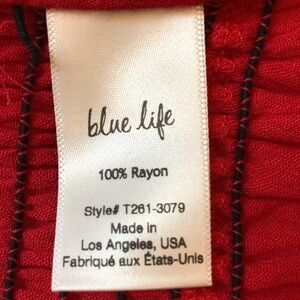 blue life
100% Rayon
Style# T261-3079
Made in
Los Angeles, USA
Fabriqué aux États-Unis